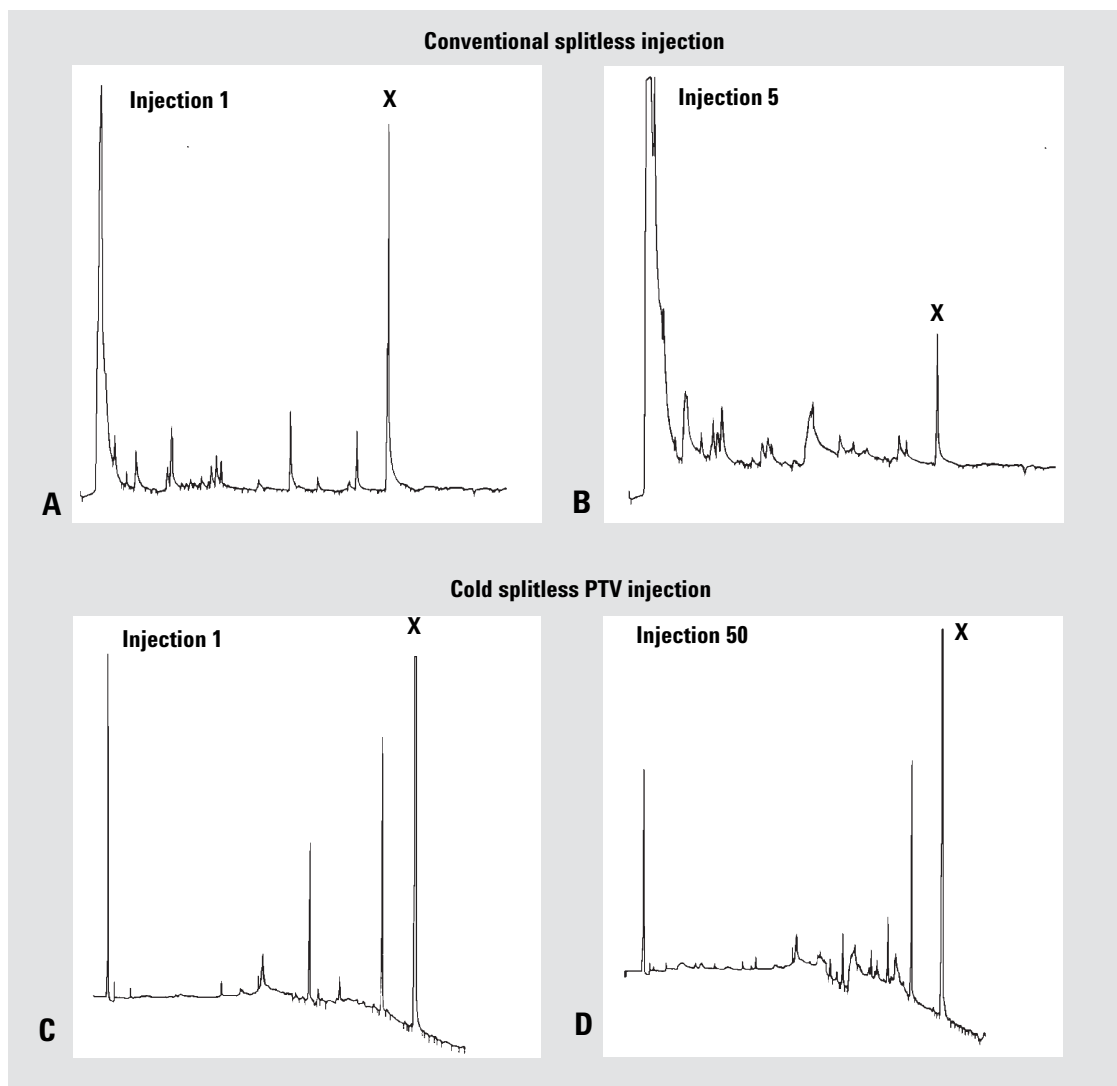 Conventional splitless injection
Injection 1
X
Injection 5
X
A
B
Cold splitless PTV injection
Injection 1
X
Injection 50
X
C
D